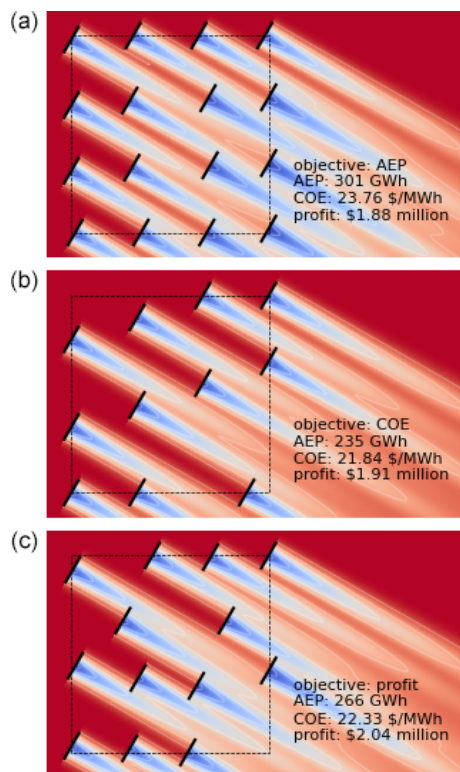 (a)
objective: AEP
AEP: 301 GWh
COE: 23.76 $/MWh
profit: $1.88 million
(b)
objective: COE
AEP: 235 GWh
COE: 21.84 $/MWh
profit: $1.91 million
(c)
objective: profit
AEP: 266 GWh
COE: 22.33 $/MWh
profit: $2.04 million